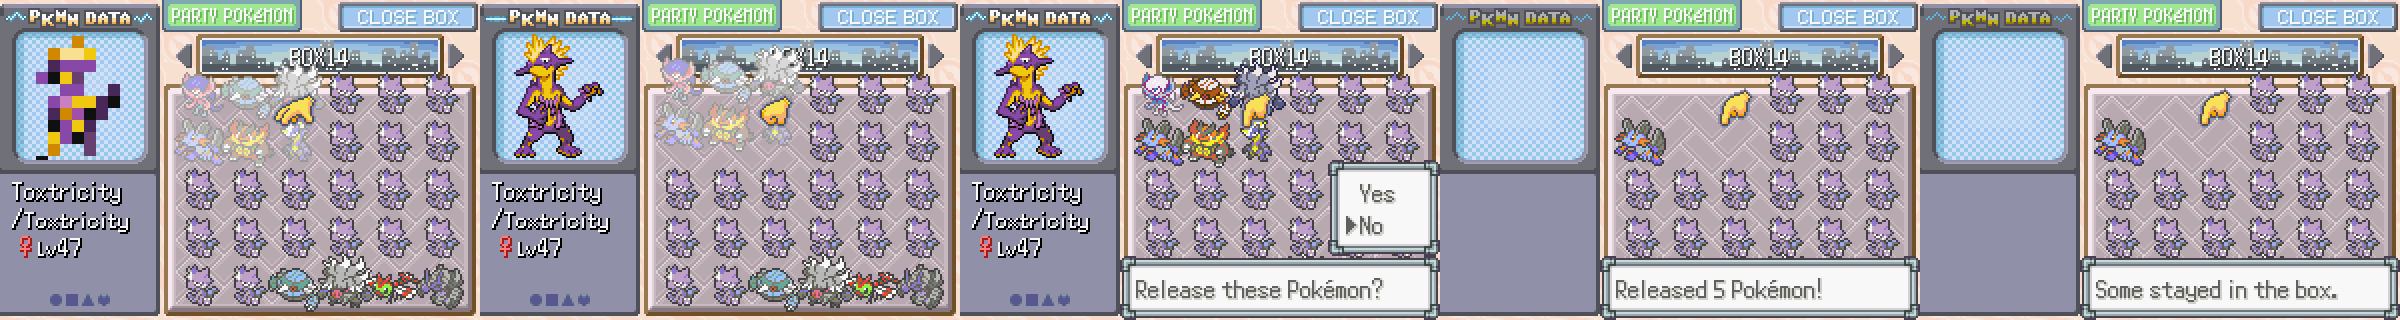 PKMN DATA
PARTY POKéMON
CLOSE BOX
BOX14
Toxtricity
/Toxtricity
♀ Lv47
PKMN DATA
PARTY POKéMON
CLOSE BOX
BOX14
Toxtricity
/Toxtricity
♀ Lv47
PKMN DATA
PARTY POKéMON
CLOSE BOX
BOX14
Toxtricity
/Toxtricity
♀ Lv47
Yes
▶No
Release these Pokémon?
PKMN DATA
PARTY POKéMON
CLOSE BOX
BOX14
Released 5 Pokémon!
PKMN DATA
PARTY POKéMON
CLOSE BOX
BOX14
Some stayed in the box.